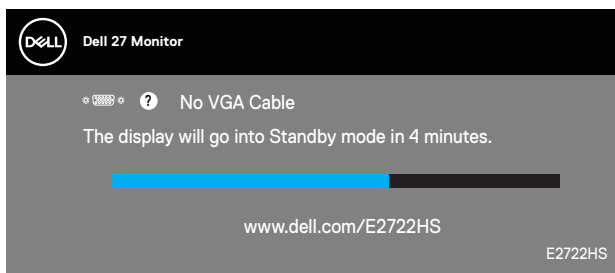 DELL
Dell 27 Monitor
? No VGA Cable
The display will go into Standby mode in 4 minutes.
www.dell.com/E2722HS
E2722HS